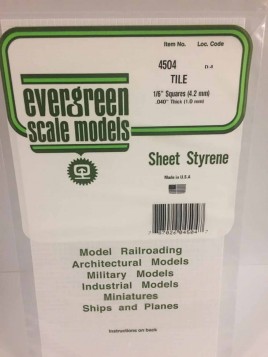 Item No. Loc. Code
4504
TILE
1/6" Squares (4.2 mm)
.040" Thick (1.0 mm)
evergreen
scale models
Sheet Styrene
Made in U.S.A
Model Railroading
Architectural Models
Military Models
Industrial Models
Miniatures
Ships and Planes
Instructions on back